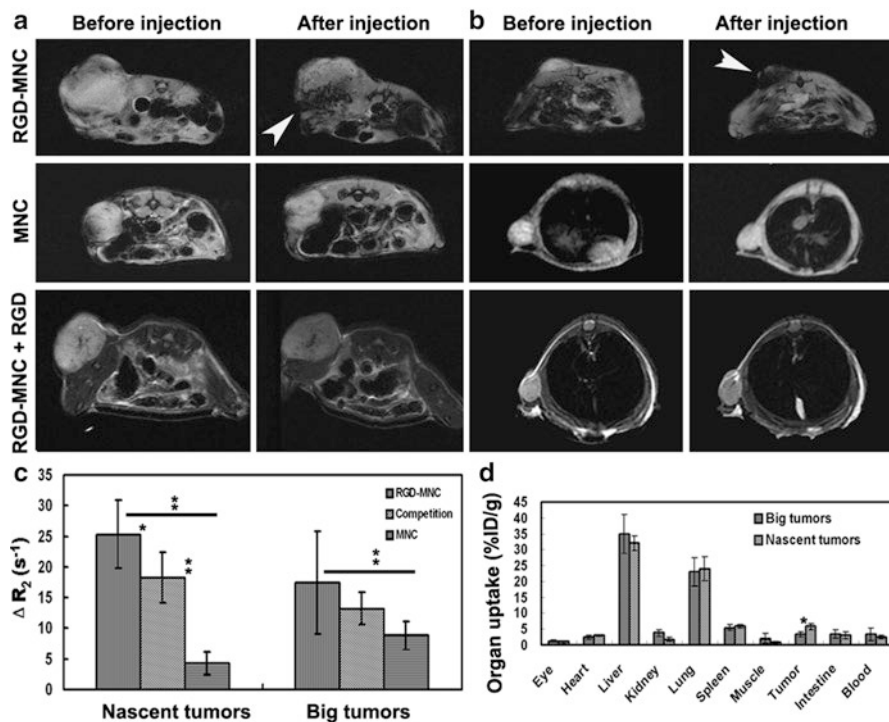 a Before injection After injection b Before injection After injection
RGD-MNC
MNC
RGD-MNC + RGD
c
Δ R2 (s-1)
35
30
25
20
15
10
5
0
** 
*
**
**
RGD-MNC
Competition
MNC
Nascent tumors Big tumors
d
Organ uptake (%ID/g)
45
40
35
30
25
20
15
10
5
0
Big tumors
Nascent tumors
*
Eye Heart Liver Kidney Lung Spleen Muscle Tumor Intestine Blood